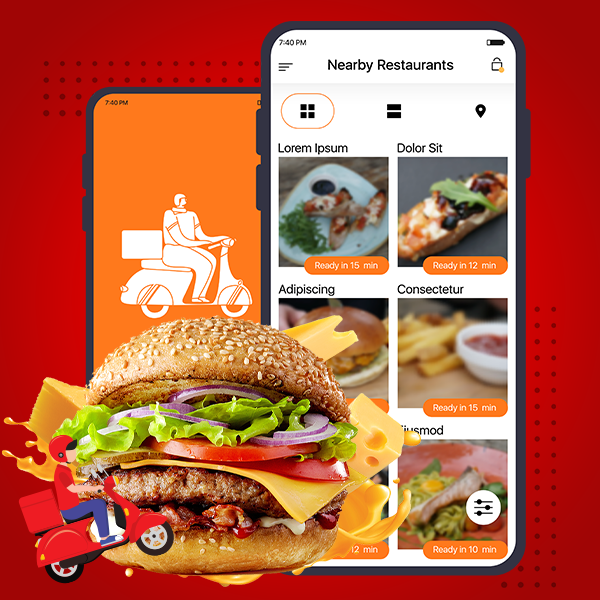 7:40 PM
Nearby Restaurants
7:40 PM
Lorem Ipsum
Dolor Sit
Ready in 15 min
Ready in 12 min
Adipiscing
Consectetur
Ready in 15 min
iusmod
12 min
Ready in 10 min